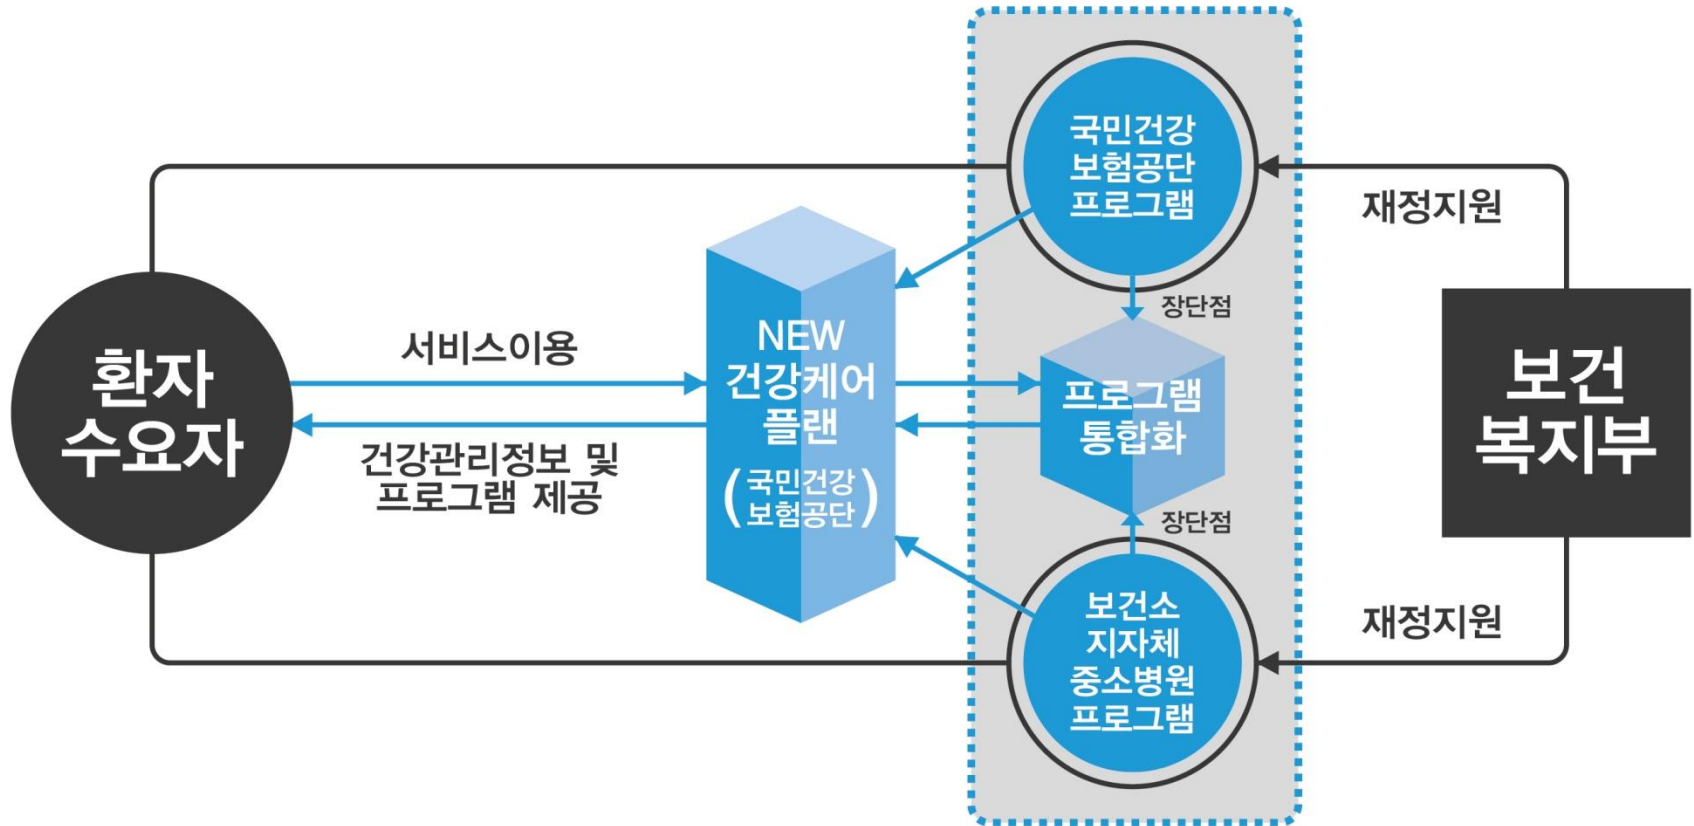 환자
수요자
서비스이용
건강관리정보 및
프로그램 제공
NEW
건강케어
플랜
(국민건강
보험공단)
국민건강
보험공단
프로그램
장단점
프로그램
통합화
장단점
보건소
지자체
중소병원
프로그램
재정지원
보건
복지부
재정지원